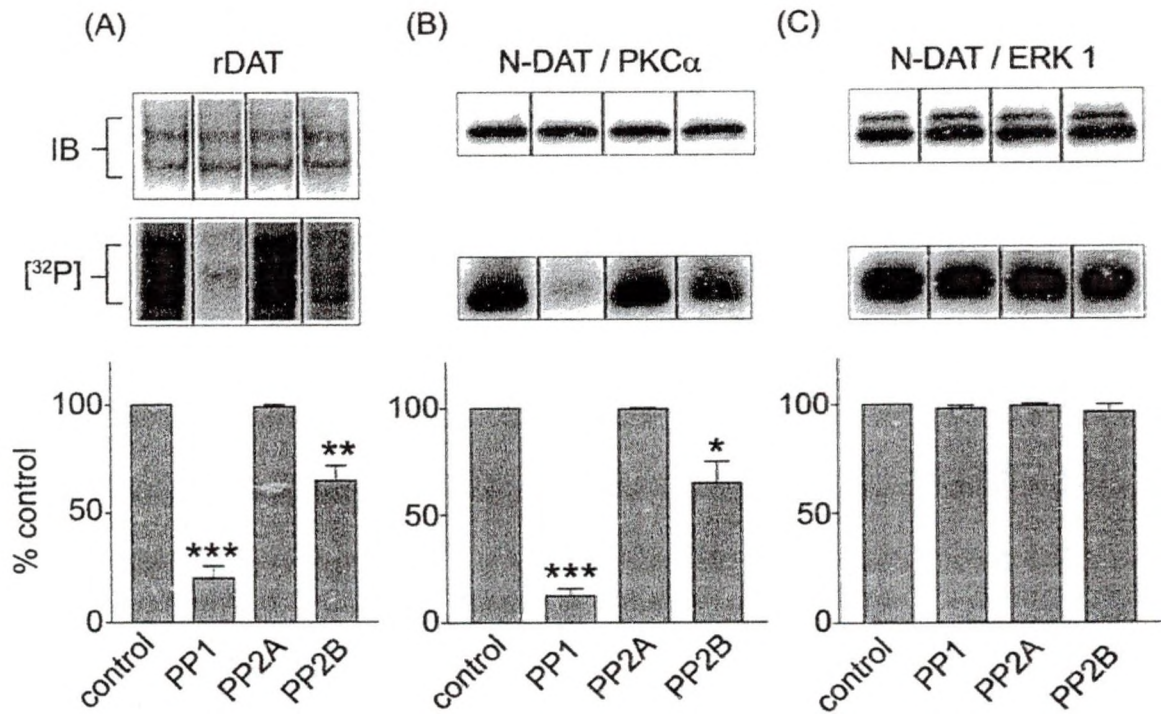 (A)
rDAT
(B)
N-DAT / PKCα
(C)
N-DAT / ERK 1
IB
[³²P]
% control
100
50
0
***
**
control
PP1
PP2A
PP2B
100
50
0
***
*
control
PP1
PP2A
PP2B
100
50
0
control
PP1
PP2A
PP2B